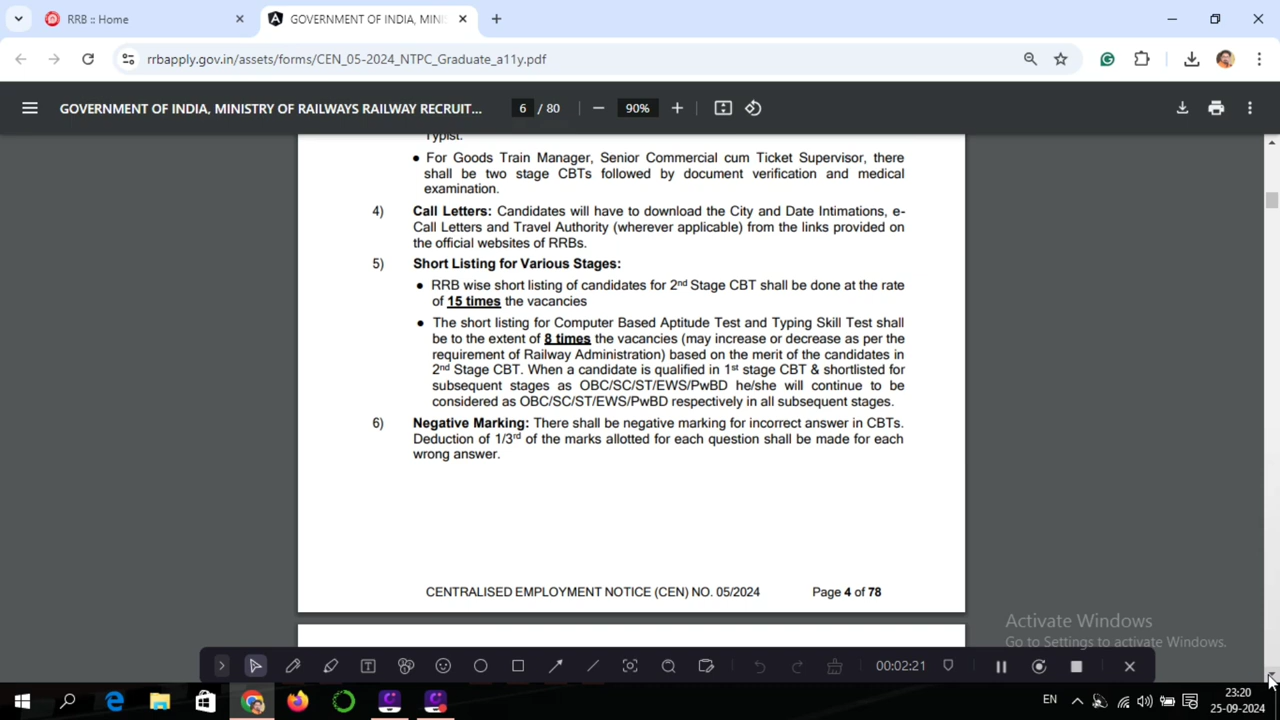 RRB :: Home
GOVERNMENT OF INDIA, MIN
rrbapply.gov.in/assets/forms/CEN_05-2024_NTPC_Graduate_a11y.pdf
GOVERNMENT OF INDIA, MINISTRY OF RAILWAYS RAILWAY RECRUIT...
6 / 80
90%
Typist.
• For Goods Train Manager, Senior Commercial cum Ticket Supervisor, there
shall be two stage CBTs followed by document verification and medical
examination.
4) Call Letters: Candidates will have to download the City and Date Intimations, e-
Call Letters and Travel Authority (wherever applicable) from the links provided on
the official websites of RRBs.
5) Short Listing for Various Stages:
• RRB wise short listing of candidates for 2nd Stage CBT shall be done at the rate
of 15 times the vacancies
• The short listing for Computer Based Aptitude Test and Typing Skill Test shall
be to the extent of 8 times the vacancies (may increase or decrease as per the
requirement of Railway Administration) based on the merit of the candidates in
2nd Stage CBT. When a candidate is qualified in 1st stage CBT & shortlisted for
subsequent stages as OBC/SC/ST/EWS/PwBD he/she will continue to be
considered as OBC/SC/ST/EWS/PwBD respectively in all subsequent stages.
6) Negative Marking: There shall be negative marking for incorrect answer in CBTs.
Deduction of 1/3rd of the marks allotted for each question shall be made for each
wrong answer.
CENTRALISED EMPLOYMENT NOTICE (CEN) NO. 05/2024 Page 4 of 78
Activate Windows
Go to Settings to activate Windows.
00:02:21
EN
23:20
25-09-2024